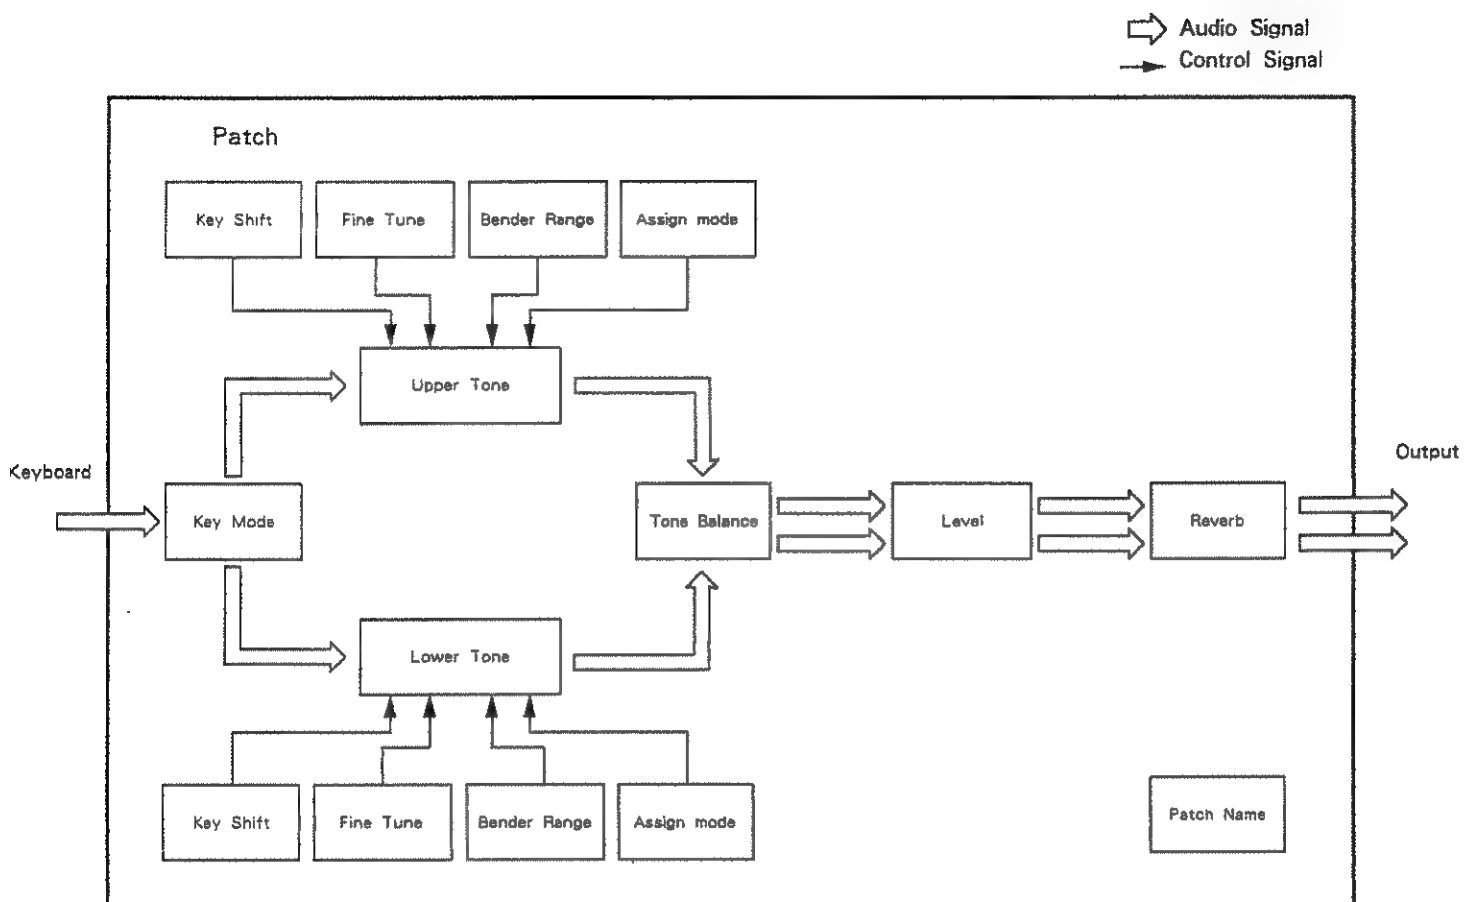 Audio Signal
Control Signal
Patch
Key Shift
Fine Tune
Bender Range
Assign mode
Upper Tone
Keyboard
Output
Key Mode
Tone Balance
Level
Reverb
Lower Tone
Key Shift
Fine Tune
Bender Range
Assign mode
Patch Name